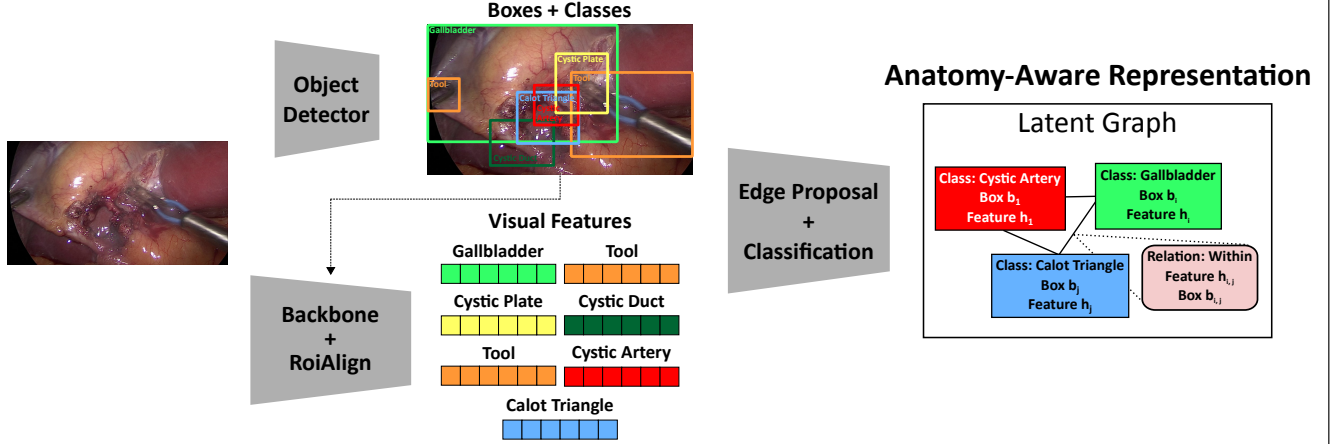 Boxes + Classes
Gallbladder
Cystic Plate
Tool
Tool
Calot Triangle
Object
Detector
Anatomy-Aware Representation
Latent Graph
Class: Cystic Artery
Box b₁
Feature h₁
Class: Gallbladder
Box bᵢ
Feature hᵢ
Class: Calot Triangle
Box bⱼ
Feature hⱼ
Relation: Within
Feature hᵢ,ⱼ
Box bᵢ,ⱼ
Edge Proposal
+
Classification
Visual Features
Gallbladder
Tool
Cystic Plate
Cystic Duct
Tool
Cystic Artery
Calot Triangle
Backbone
+
RoiAlign